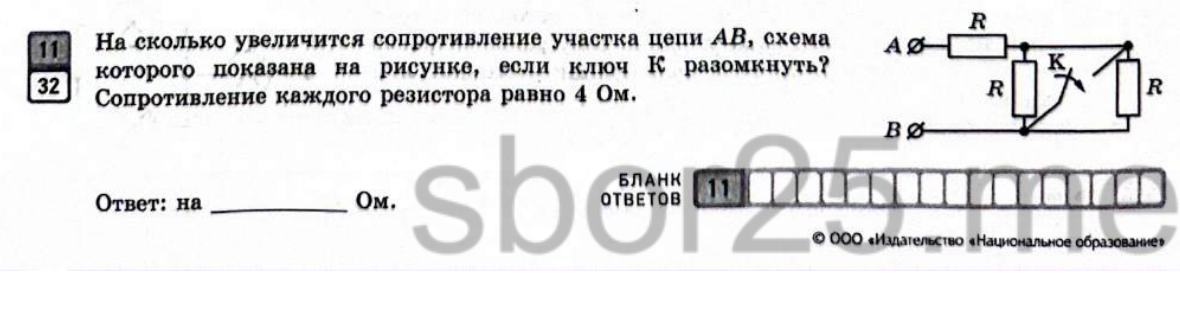 11
32
На сколько увеличится сопротивление участка цепи AB, схема
которого показана на рисунке, если ключ К разомкнуть?
Сопротивление каждого резистора равно 4 Ом.
R
A
K
R
R
B
Ответ: на ____________ Ом.
БЛАНК
ОТВЕТОВ
11
sbor25.me
© ООО «Издательство «Национальное образование»